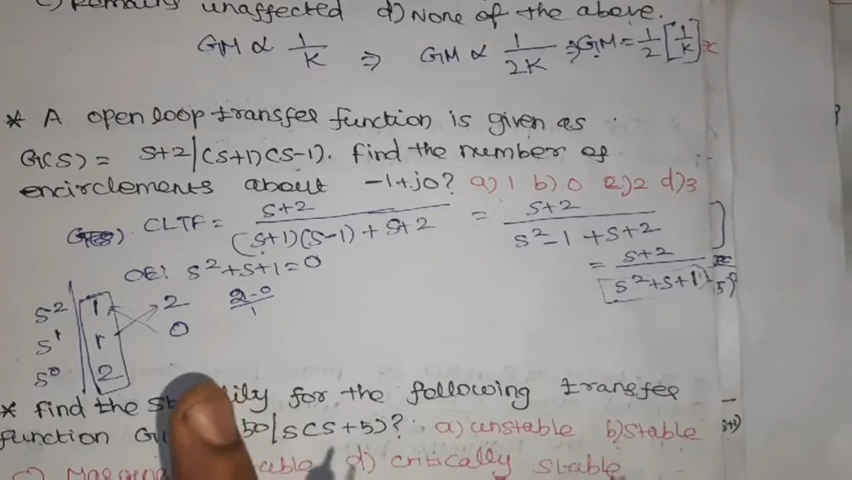 c) Remains unaffected d) None of the above.
GM ∝ 1/K ⇒ GM ∝ 1/2K ⇒ GM = 1/2 [1/K] x
* A open loop transfer function is given as
G(S) = S+2|(S+1)(S-1). find the number of
encirclements about -1+j0? a) 1 b) 0 c) 2 d) 3
CLTF = S+2 / (S+1)(S-1) + S+2 = S+2 / S²-1+S+2
= S+2 / S²+S+1
CE: S²+S+1=0
S² | 1 2 2-0/1
S¹ | 1 0
S⁰ | 2
* find the for the following transfer
function 50|S(S+5)? a) unstable b) stable
d) critically stable